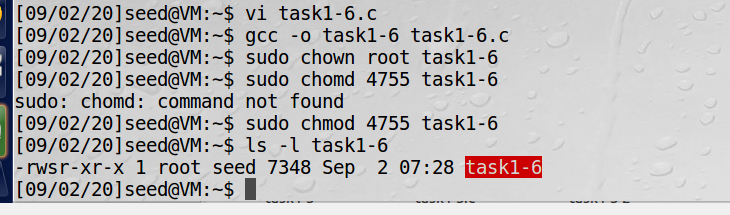 [09/02/20]seed@VM:~$ vi task1-6.c
[09/02/20]seed@VM:~$ gcc -o task1-6 task1-6.c
[09/02/20]seed@VM:~$ sudo chown root task1-6
[09/02/20]seed@VM:~$ sudo chomd 4755 task1-6
sudo: chomd: command not found
[09/02/20]seed@VM:~$ sudo chmod 4755 task1-6
[09/02/20]seed@VM:~$ ls -l task1-6
-rwsr-xr-x 1 root seed 7348 Sep  2 07:28 task1-6
[09/02/20]seed@VM:~$